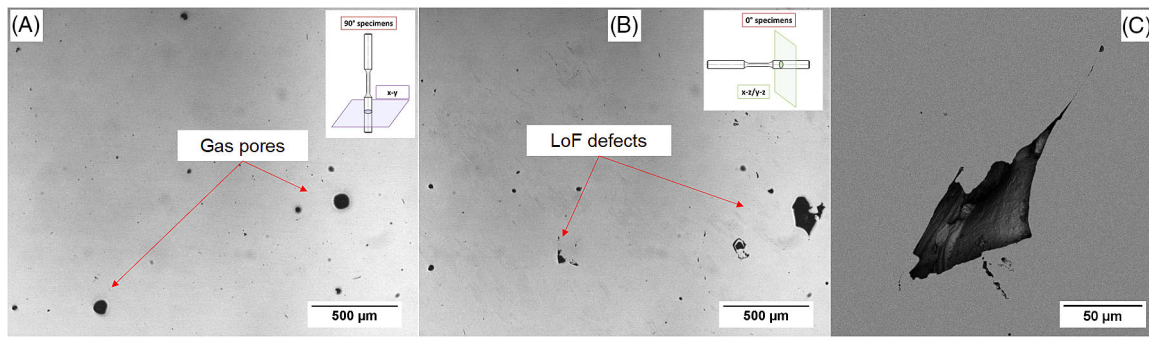 (A)
90° specimens
x-y
Gas pores
500 µm
(B)
0° specimens
x-z/y-z
LoF defects
500 µm
(C)
50 µm